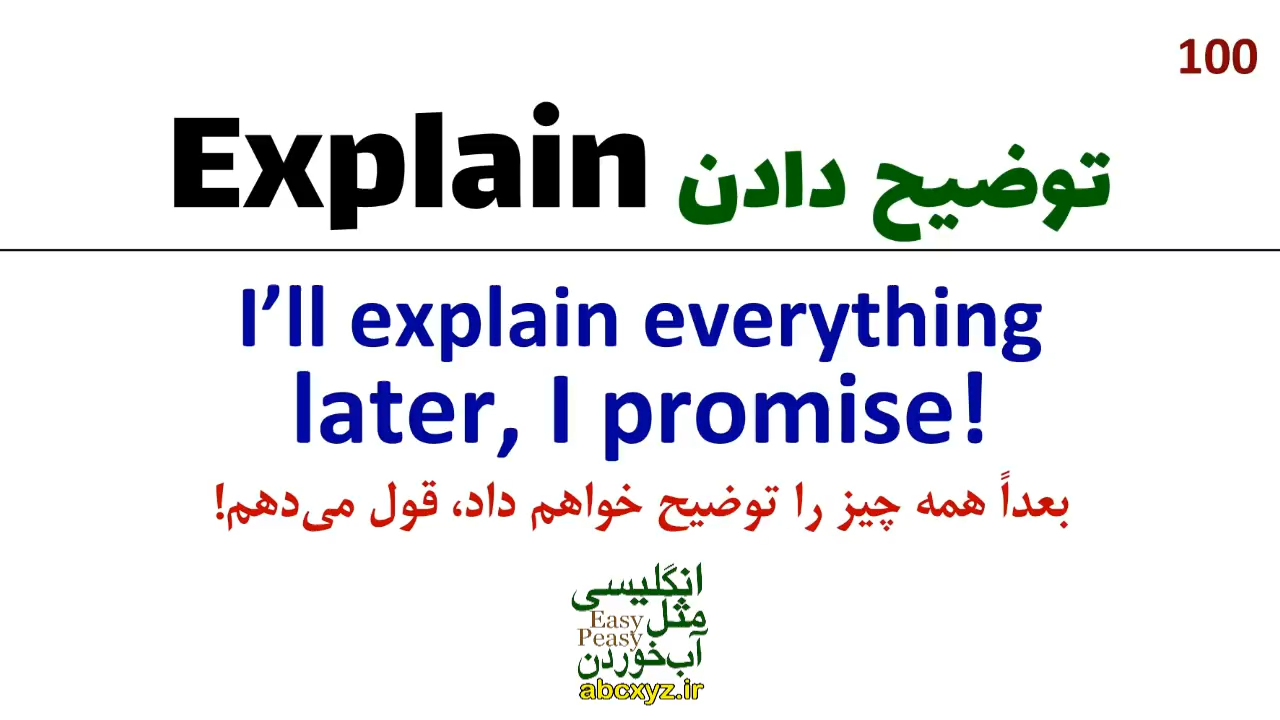 100
Explain توضیح دادن
I’ll explain everything
later, I promise!
بعداً همه چیز را توضیح خواهم داد، قول می‌دهم!
انگلیسی
مثل Easy
Peasy
آب‌خوردن
abcxyz.ir